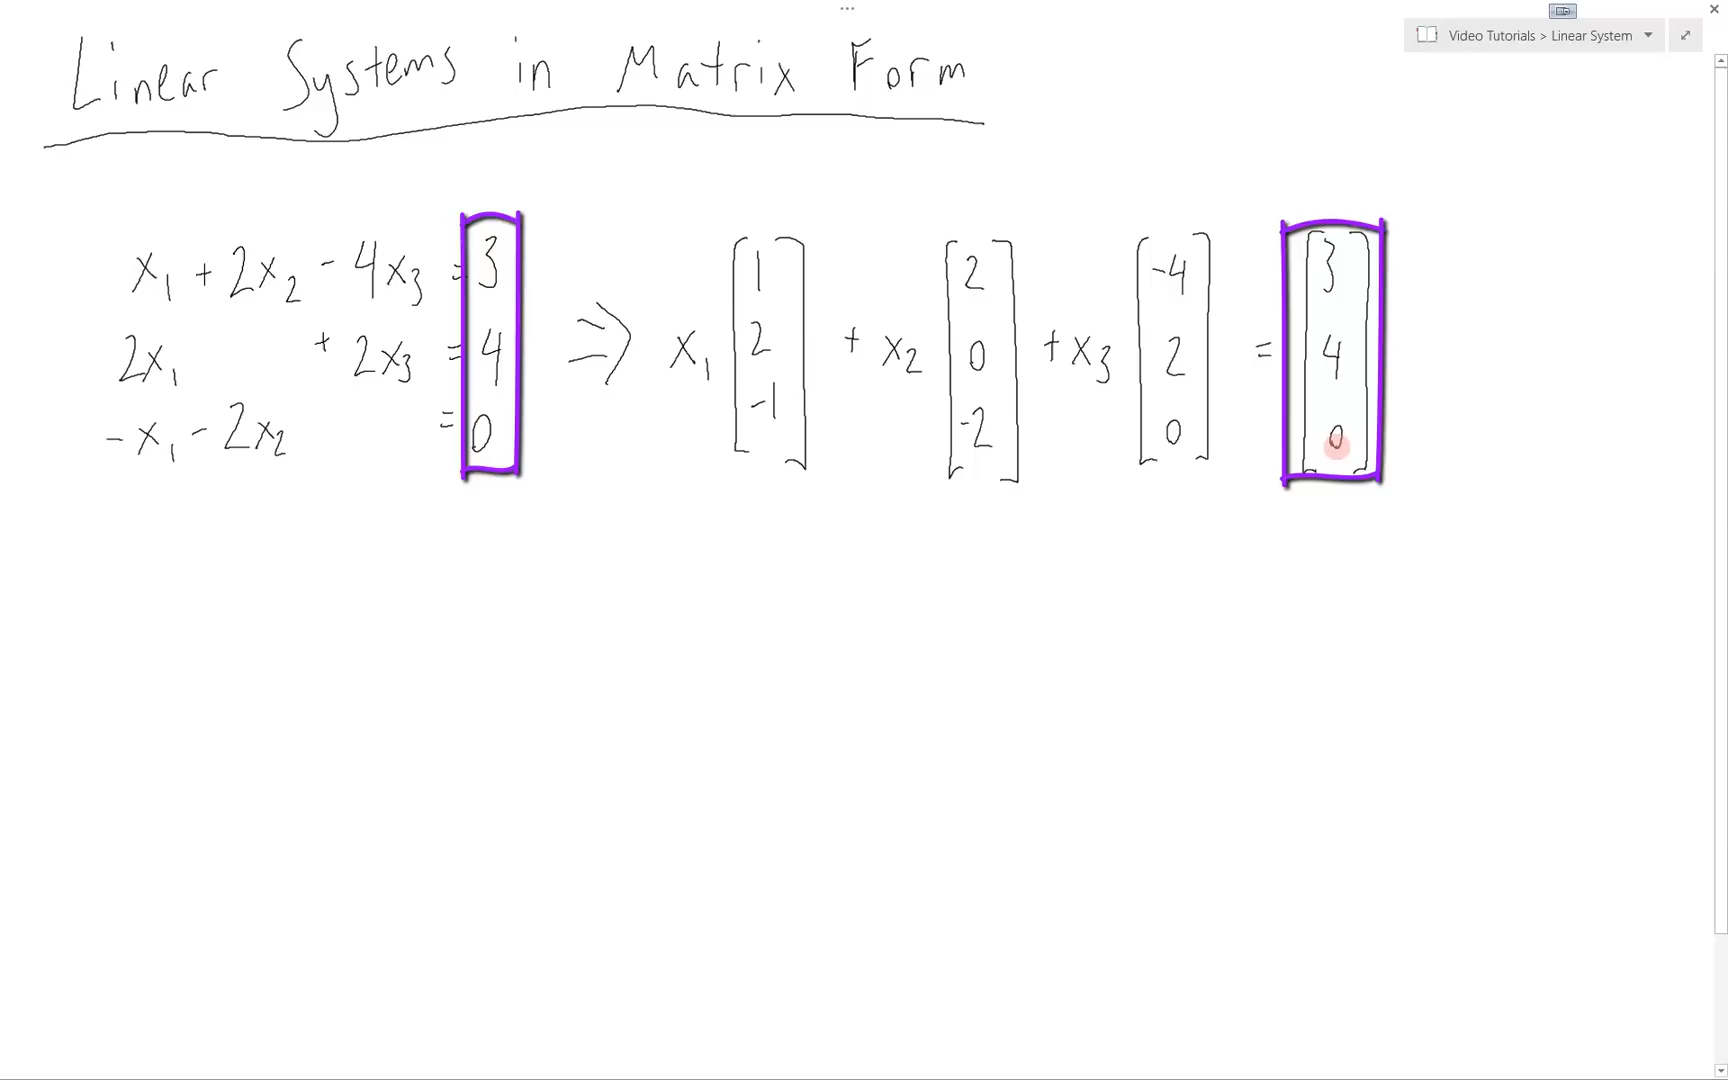 Video Tutorials > Linear System
Linear Systems in Matrix Form
x₁ + 2x₂ - 4x₃ = 3
2x₁ + 2x₃ = 4
-x₁ - 2x₂ = 0
⇒ x₁ [1 2 -1] + x₂ [2 0 -2] + x₃ [-4 2 0] = [3 4 0]